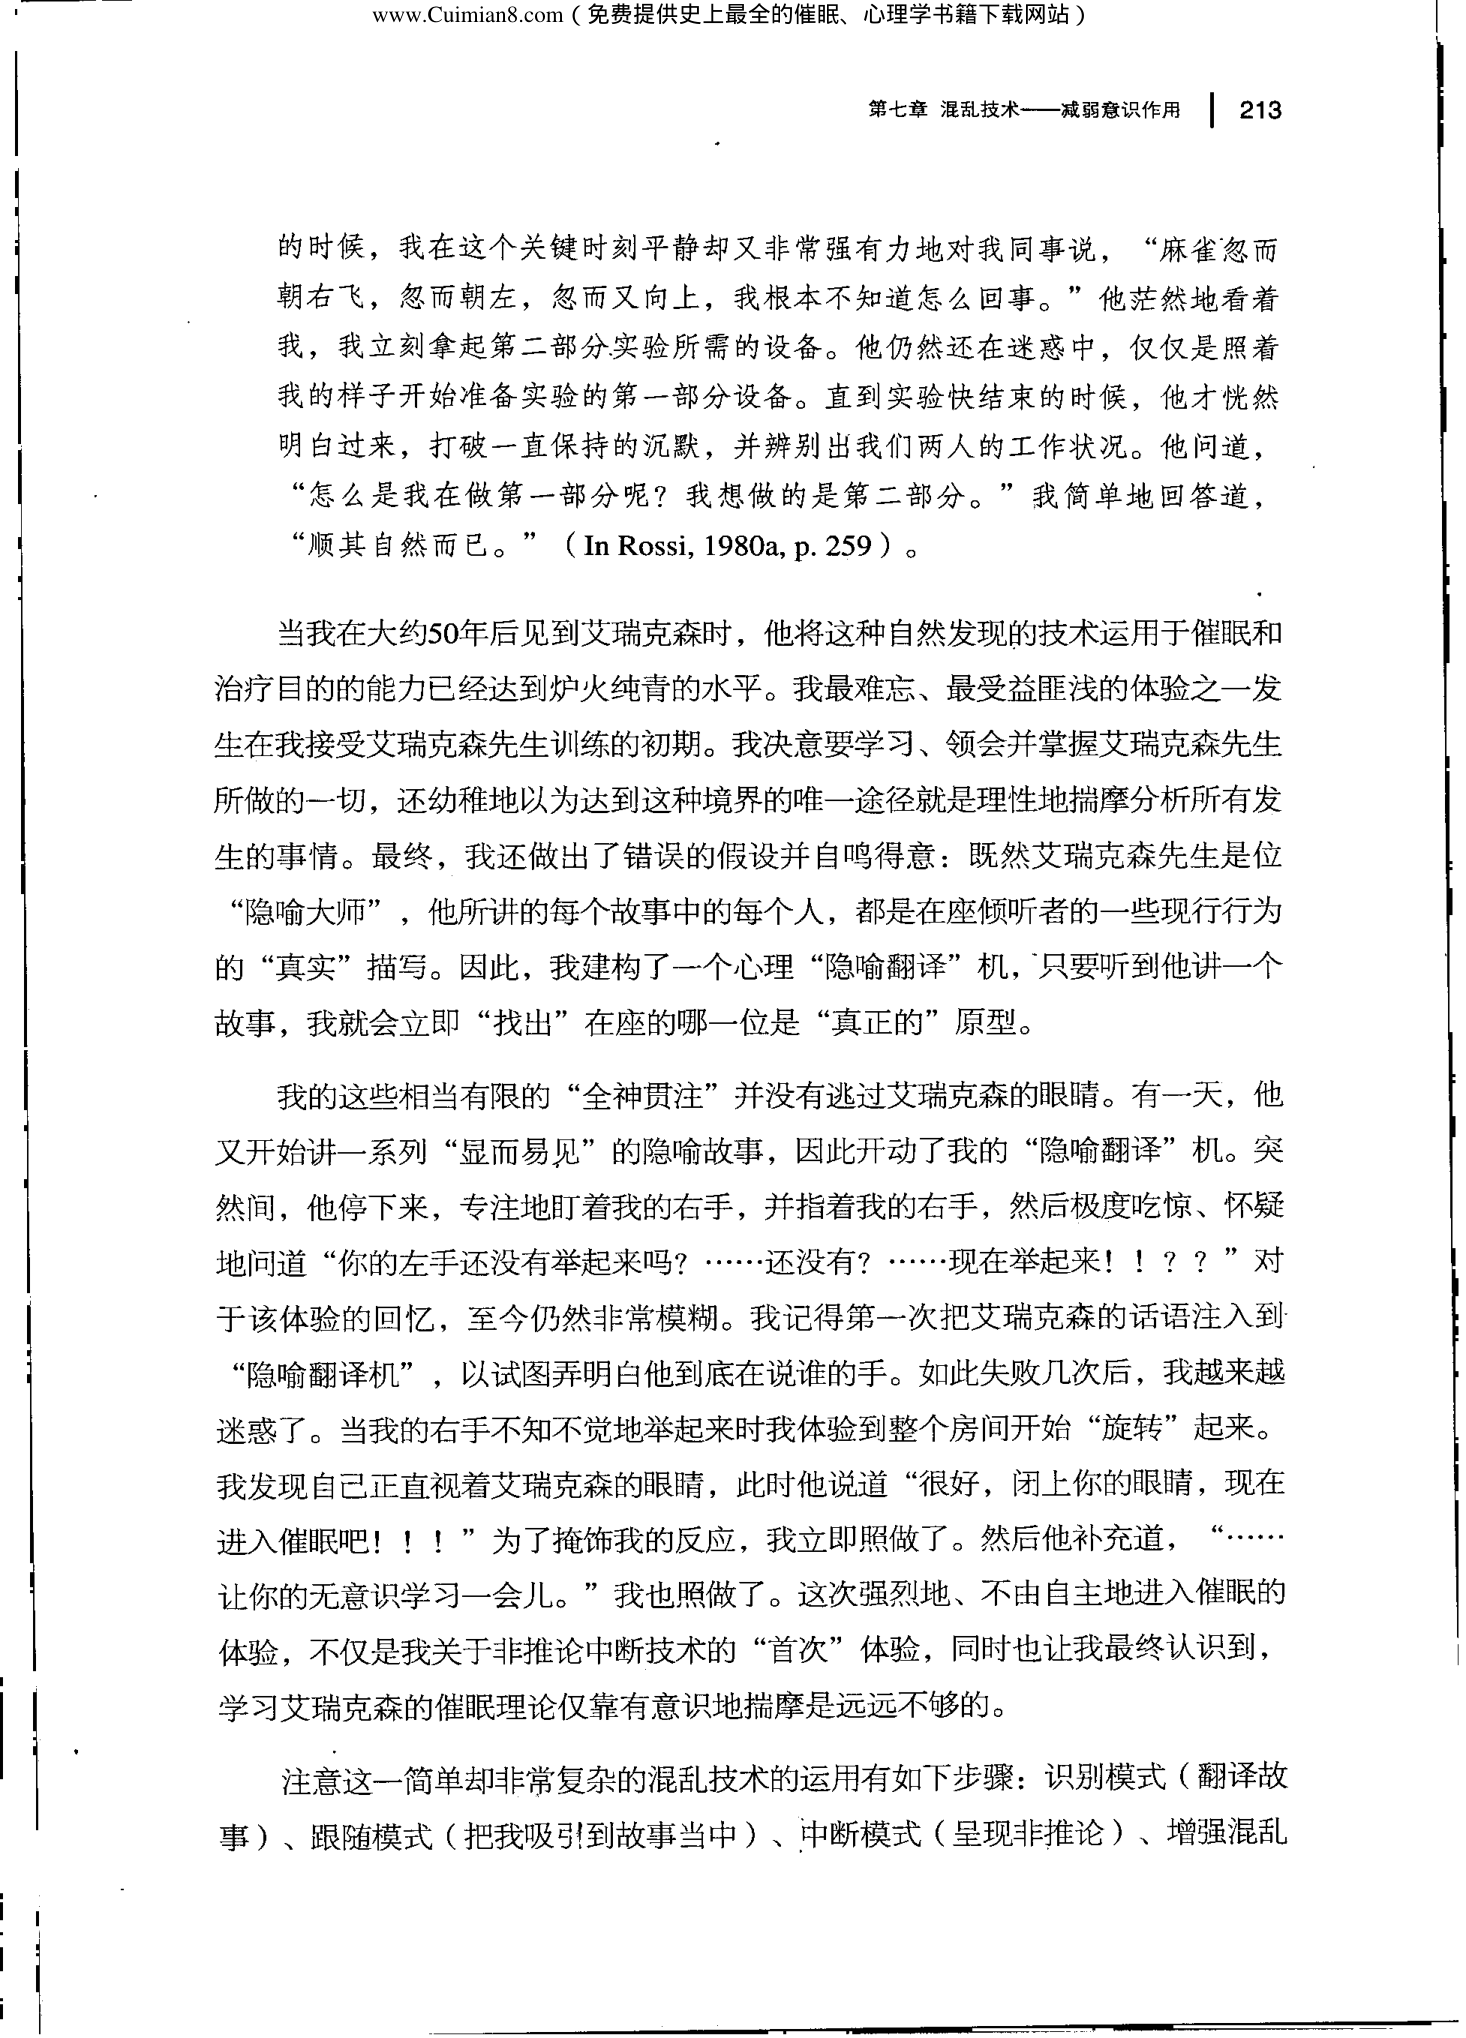 www.Cuimian8.com（免费提供史上最全的催眠、心理学书籍下载网站）
第七章 混乱技术——减弱意识作用 | 213
的时候，我在这个关键时刻平静却又非常强有力地对我同事说，“麻雀忽而
朝右飞，忽而朝左，忽而又向上，我根本不知道怎么回事。”他茫然地看着
我，我立刻拿起第二部分实验所需的设备。他仍然还在迷惑中，仅仅是照着
我的样子开始准备实验的第一部分设备。直到实验快结束的时候，他才恍然
明白过来，打破一直保持的沉默，并辨别出我们两人的工作状况。他问道，
“怎么是我在做第一部分呢？我想做的是第二部分。”我简单地回答道，
“顺其自然而已。”（In Rossi, 1980a, p. 259）。
当我在大约50年后见到艾瑞克森时，他将这种自然发现的技术运用于催眠和
治疗目的的能力已经达到炉火纯青的水平。我最难忘、最受益匪浅的体验之一发
生在我接受艾瑞克森先生训练的初期。我决意要学习、领会并掌握艾瑞克森先生
所做的一切，还幼稚地以为达到这种境界的唯一途径就是理性地揣摩分析所有发
生的事情。最终，我还做出了错误的假设并自鸣得意：既然艾瑞克森先生是位
“隐喻大师”，他所讲的每个故事中的每个人，都是在座倾听者的一些现行行为
的“真实”描写。因此，我建构了一个心理“隐喻翻译”机，只要听到他讲一个
故事，我就会立即“找出”在座的哪一位是“真正的”原型。
我的这些相当有限的“全神贯注”并没有逃过艾瑞克森的眼睛。有一天，他
又开始讲一系列“显而易见”的隐喻故事，因此开动了我的“隐喻翻译”机。突
然间，他停下来，专注地盯着我的右手，并指着我的右手，然后极度吃惊、怀疑
地问道“你的左手还没有举起来吗？……还没有？……现在举起来！！？？”对
于该体验的回忆，至今仍然非常模糊。我记得第一次把艾瑞克森的话语注入到
“隐喻翻译机”，以试图弄明白他到底在说谁的手。如此失败几次后，我越来越
迷惑了。当我的右手不知不觉地举起来时我体验到整个房间开始“旋转”起来。
我发现自己正直视着艾瑞克森的眼睛，此时他说道“很好，闭上你的眼睛，现在
进入催眠吧！！！”为了掩饰我的反应，我立即照做了。然后他补充道，“……
让你的无意识学习一会儿。”我也照做了。这次强烈地、不由自主地进入催眠的
体验，不仅是我关于非推论中断技术的“首次”体验，同时也让我最终认识到，
学习艾瑞克森的催眠理论仅靠有意识地揣摩是远远不够的。
注意这一简单却非常复杂的混乱技术的运用有如下步骤：识别模式（翻译故
事）、跟随模式（把我吸引到故事当中）、中断模式（呈现非推论）、增强混乱